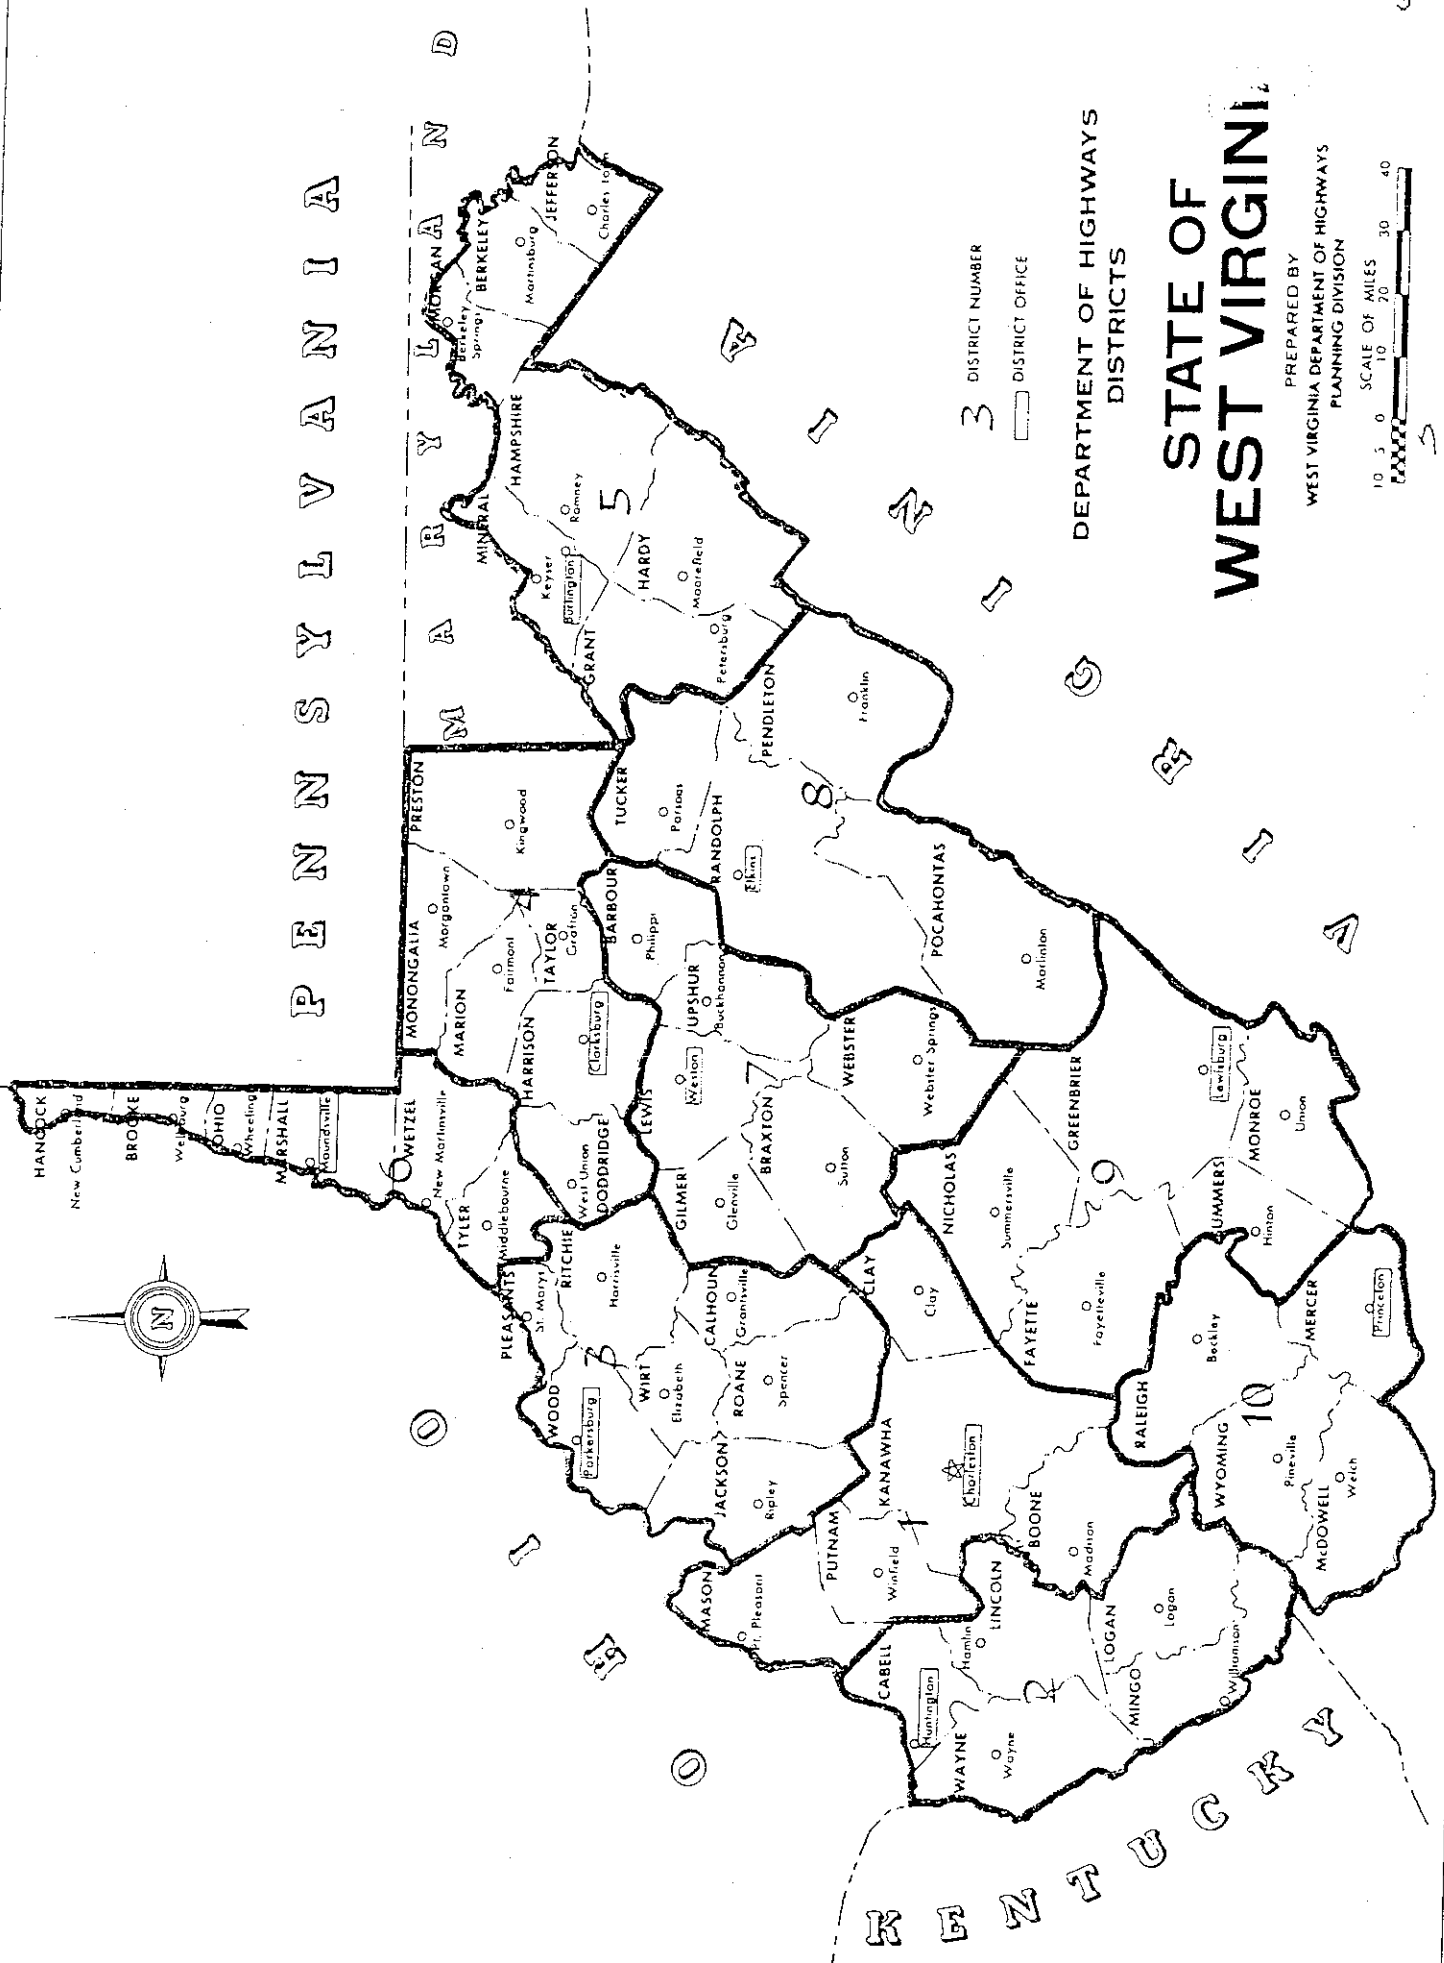 PENNSYLVANIA
MARYLAND
OHIO
KENTUCKY
VIRGINIA
N
HANCOCK
New Cumberland
BROOKE
Wellsburg
OHIO
Wheeling
MARSHALL
Moundsville
6
WETZEL
New Martinsville
TYLER
Middlebourne
PLEASANTS
St. Marys
RITCHIE
Harrisville
WOOD
Parkersburg
3
WIRT
Elizabeth
CALHOUN
Grantsville
ROANE
Spencer
JACKSON
Ripley
MONONGALIA
Morgantown
PRESTON
Kingwood
MARION
Fairmont
4
TAYLOR
Grafton
HARRISON
Clarksburg
DODDRIDGE
West Union
BARBOUR
Philippi
UPSHUR
Buckhannon
LEWIS
Weston
7
GILMER
Glenville
BRAXTON
Sutton
WEBSTER
Webster Springs
TUCKER
Parsons
RANDOLPH
Elkins
PENDLETON
Franklin
8
POCAHONTAS
Marlinton
MORGAN
Berkeley
Springs
BERKELEY
Martinsburg
JEFFERSON
MINERAL
Keyser
Burlington
HAMPSHIRE
Romney
5
HARDY
Moorefield
GRANT
Petersburg
MASON
Pt. Pleasant
PUTNAM
Winfield
KANAWHA
Charleston
1
CLAY
Clay
BOONE
Madison
CABELL
Huntington
WAYNE
Wayne
LINCOLN
Hamlin
2
LOGAN
Logan
MINGO
Williamson
NICHOLAS
Summersville
GREENBRIER
Lewisburg
9
FAYETTE
Fayetteville
SUMMERS
Hinton
MONROE
Union
RALEIGH
Beckley
10
WYOMING
Pineville
McDOWELL
Welch
MERCER
Princeton
3 DISTRICT NUMBER
DISTRICT OFFICE
DEPARTMENT OF HIGHWAYS
DISTRICTS
STATE OF
WEST VIRGINIA
PREPARED BY
WEST VIRGINIA DEPARTMENT OF HIGHWAYS
PLANNING DIVISION
SCALE OF MILES
10 5 0 10 20 30 40